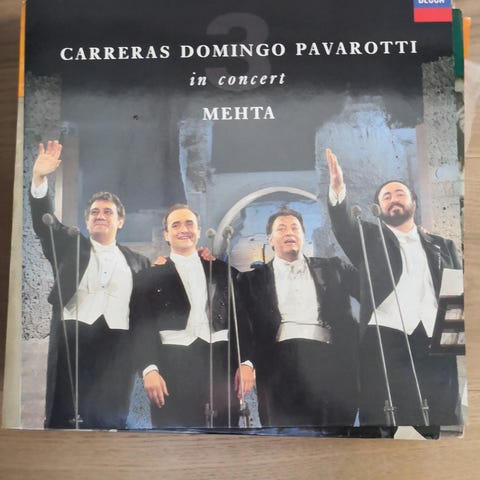 DECCA
3
CARRERAS DOMINGO PAVAROTTI
in concert
MEHTA